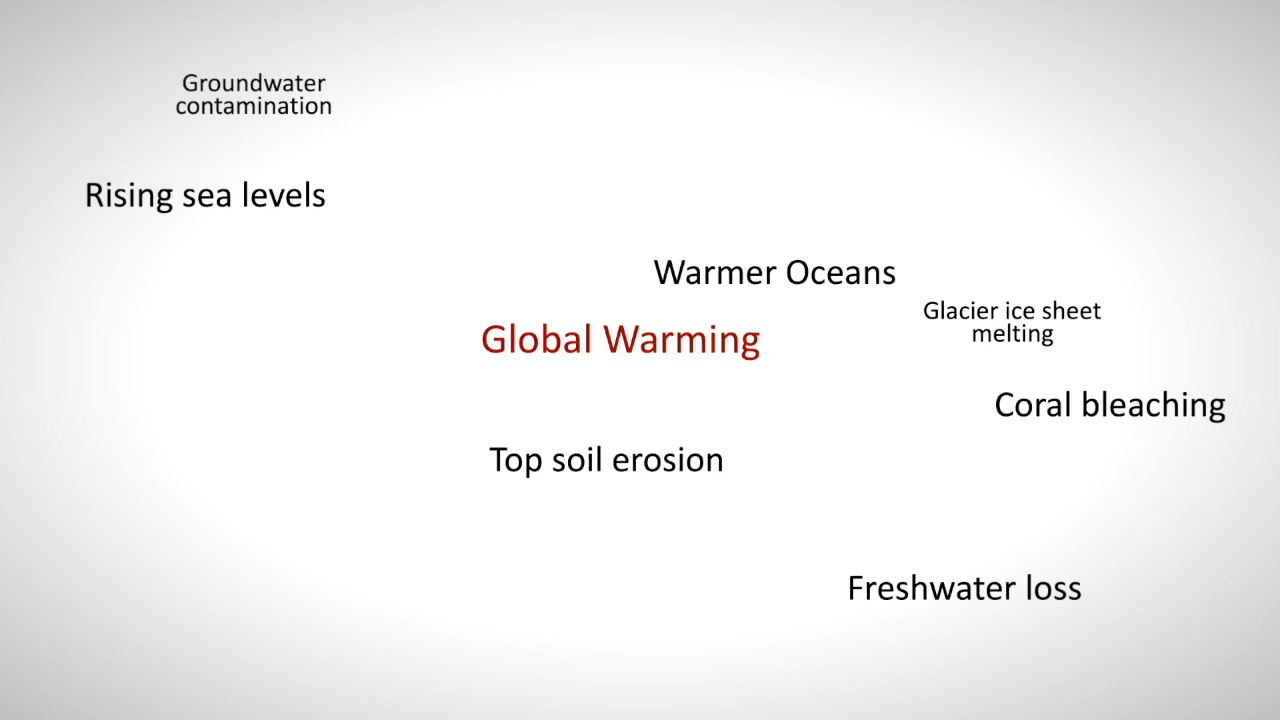 Groundwater
contamination
Rising sea levels
Warmer Oceans
Glacier ice sheet
melting
Global Warming
Coral bleaching
Top soil erosion
Freshwater loss